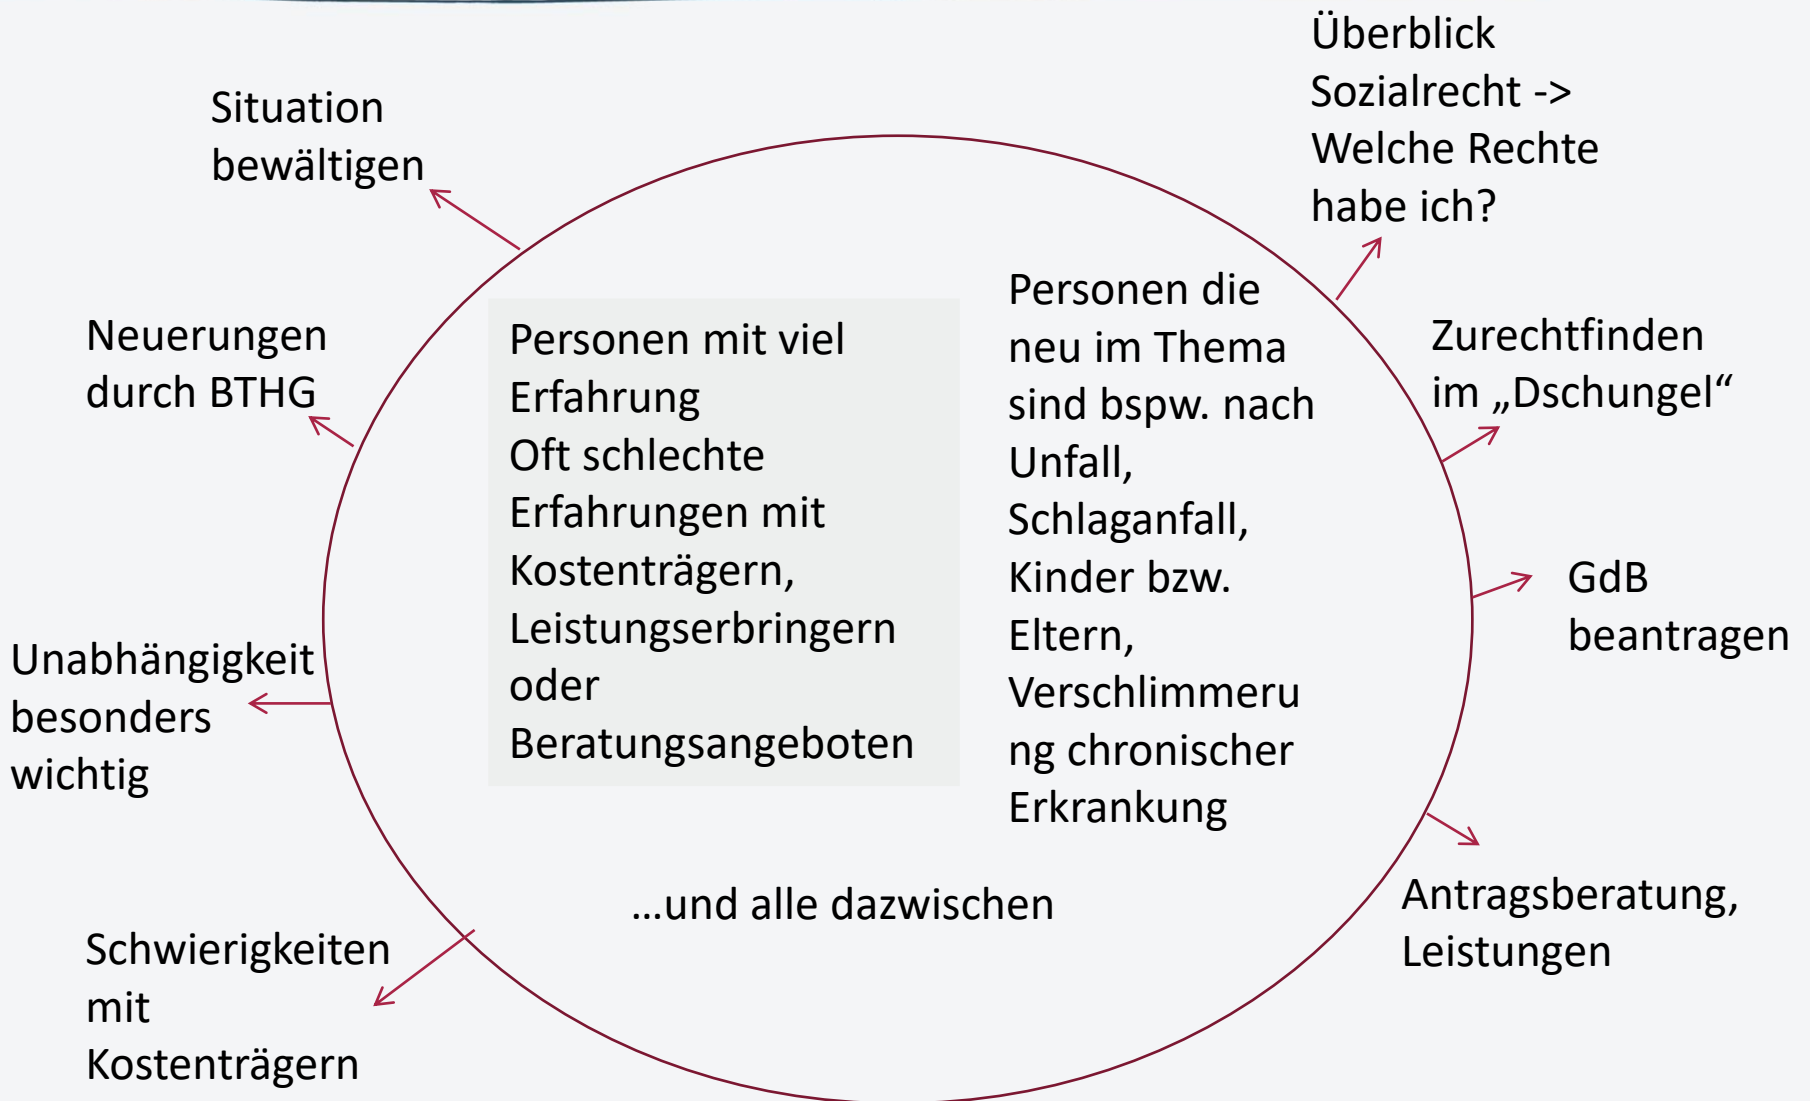 Situation
bewältigen
Neuerungen
durch BTHG
Unabhängigkeit
besonders
wichtig
Schwierigkeiten
mit
Kostenträgern
Personen mit viel
Erfahrung
Oft schlechte
Erfahrungen mit
Kostenträgern,
Leistungserbringern
oder
Beratungsangeboten
Personen die
neu im Thema
sind bspw. nach
Unfall,
Schlaganfall,
Kinder bzw.
Eltern,
Verschlimmeru
ng chronischer
Erkrankung
…und alle dazwischen
Überblick
Sozialrecht ->
Welche Rechte
habe ich?
Zurechtfinden
im „Dschungel“
GdB
beantragen
Antragsberatung,
Leistungen